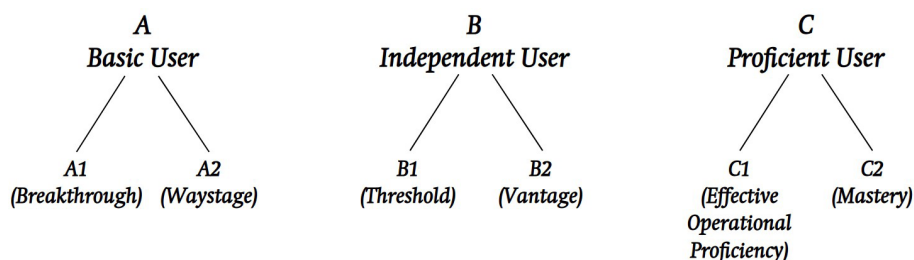 A
Basic User
B
Independent User
C
Proficient User
A1
(Breakthrough)
A2
(Waystage)
B1
(Threshold)
B2
(Vantage)
C1
(Effective
Operational
Proficiency)
C2
(Mastery)